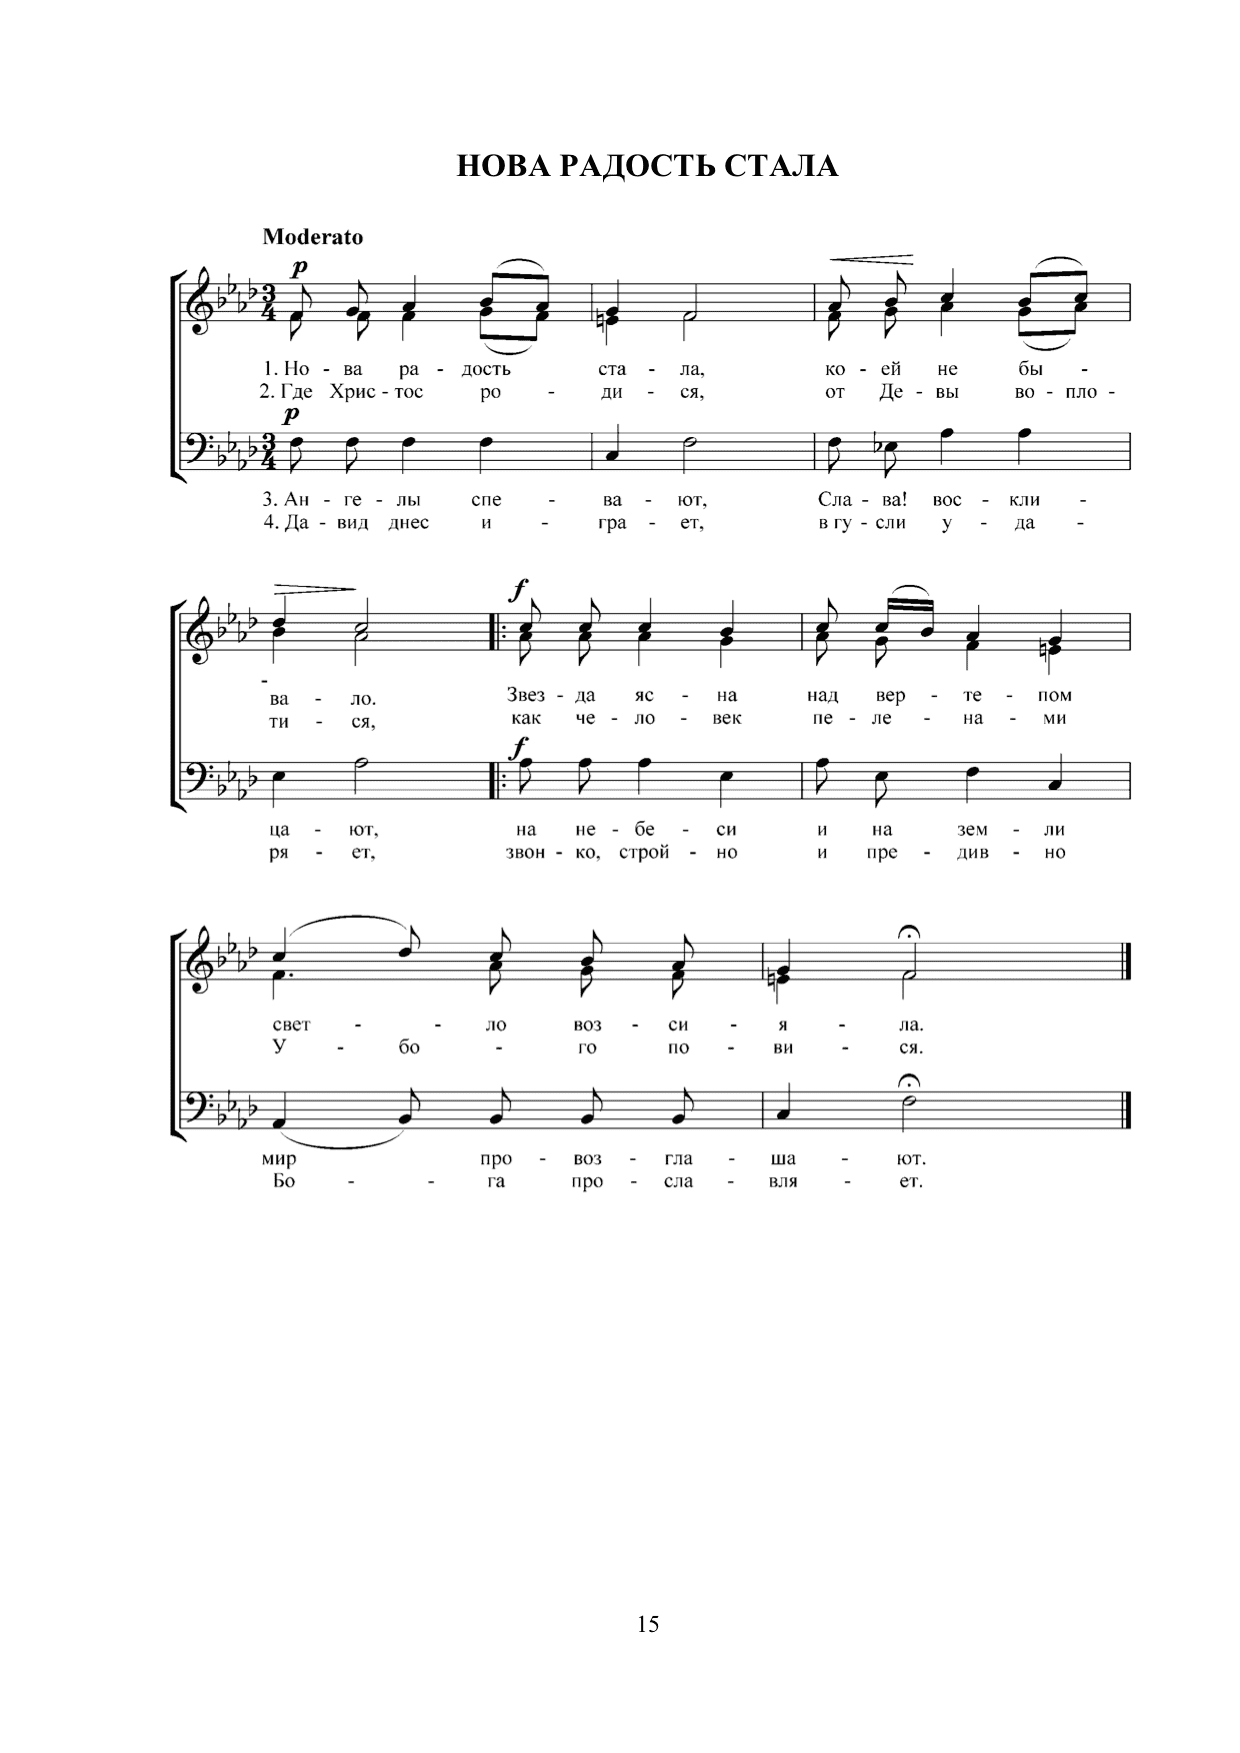 НОВА РАДОСТЬ СТАЛА
Moderato
p
3
4
1. Но - ва ра - дость ста - ла, ко - ей не бы -
2. Где Хрис - тос ро - ди - ся, от Де - вы во - пло -
p
3
4
3. Ан - ге - лы спе - ва - ют, Сла - ва! вос - кли -
4. Да - вид днес и - гра - ет, в гу - сли у - да -
f
- ва - ло. Звез - да яс - на над вер - те - пом
ти - ся, как че - ло - век пе - ле - на - ми
f
ца - ют, на не - бе - си и на зем - ли
ря - ет, звон - ко, строй - но и пре - див - но
свет - - ло воз - си - я - ла.
У - бо - го по - ви - ся.
мир про - воз - гла - ша - ют.
Бо - - га про - сла - вля - ет.
15